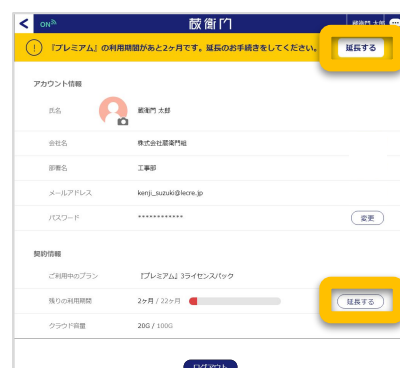 ON
蔵衛門
蔵衛門 太郎
『プレミアム』の利用期間があと2ヶ月です。延長のお手続きをしてください。
延長する
アカウント情報
氏名
蔵衛門 太郎
会社名
株式会社蔵衛門組
部署名
工事部
メールアドレス
kenji_suzuki@lecre.jp
パスワード
************
変更
契約情報
ご利用中のプラン
『プレミアム』3ライセンスパック
残りの利用期間
2ヶ月 / 22ヶ月
延長する
クラウド容量
20G / 100G
ログアウト